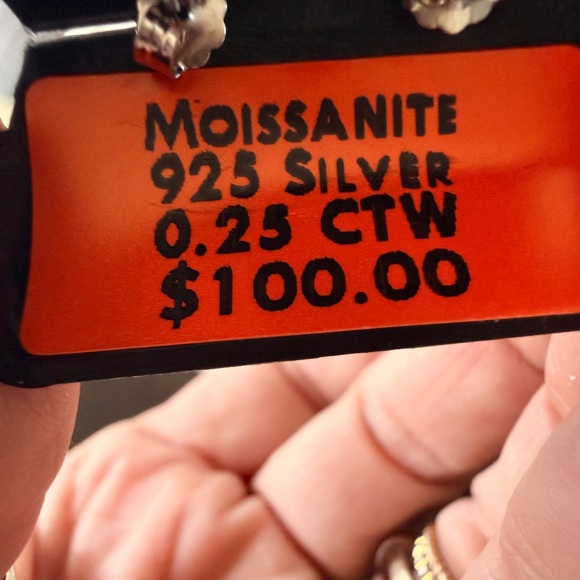 MOISSANITE
925 SILVER
0.25 CTW
$100.00